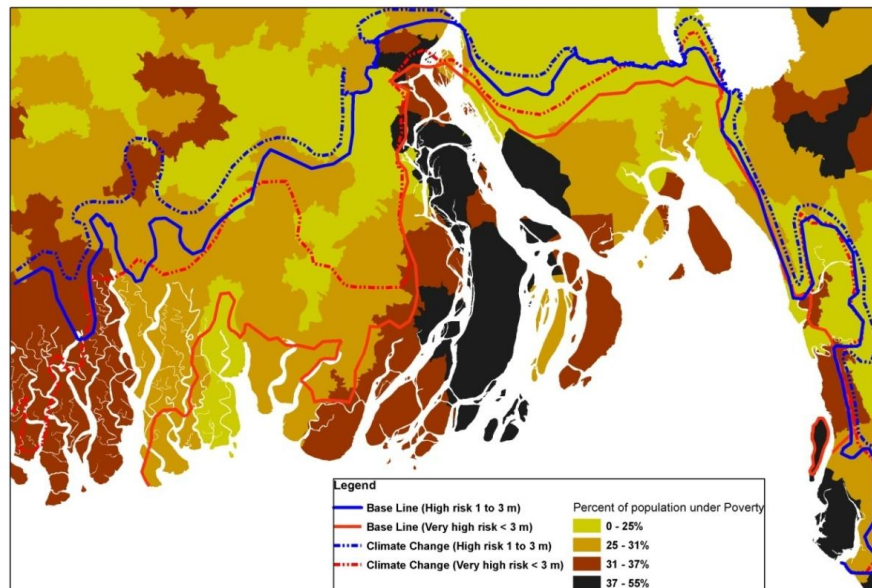 Legend
Base Line (High risk 1 to 3 m)
Base Line (Very high risk < 3 m)
Climate Change (High risk 1 to 3 m)
Climate Change (Very high risk < 3 m)
Percent of population under Poverty
0 - 25%
25 - 31%
31 - 37%
37 - 55%